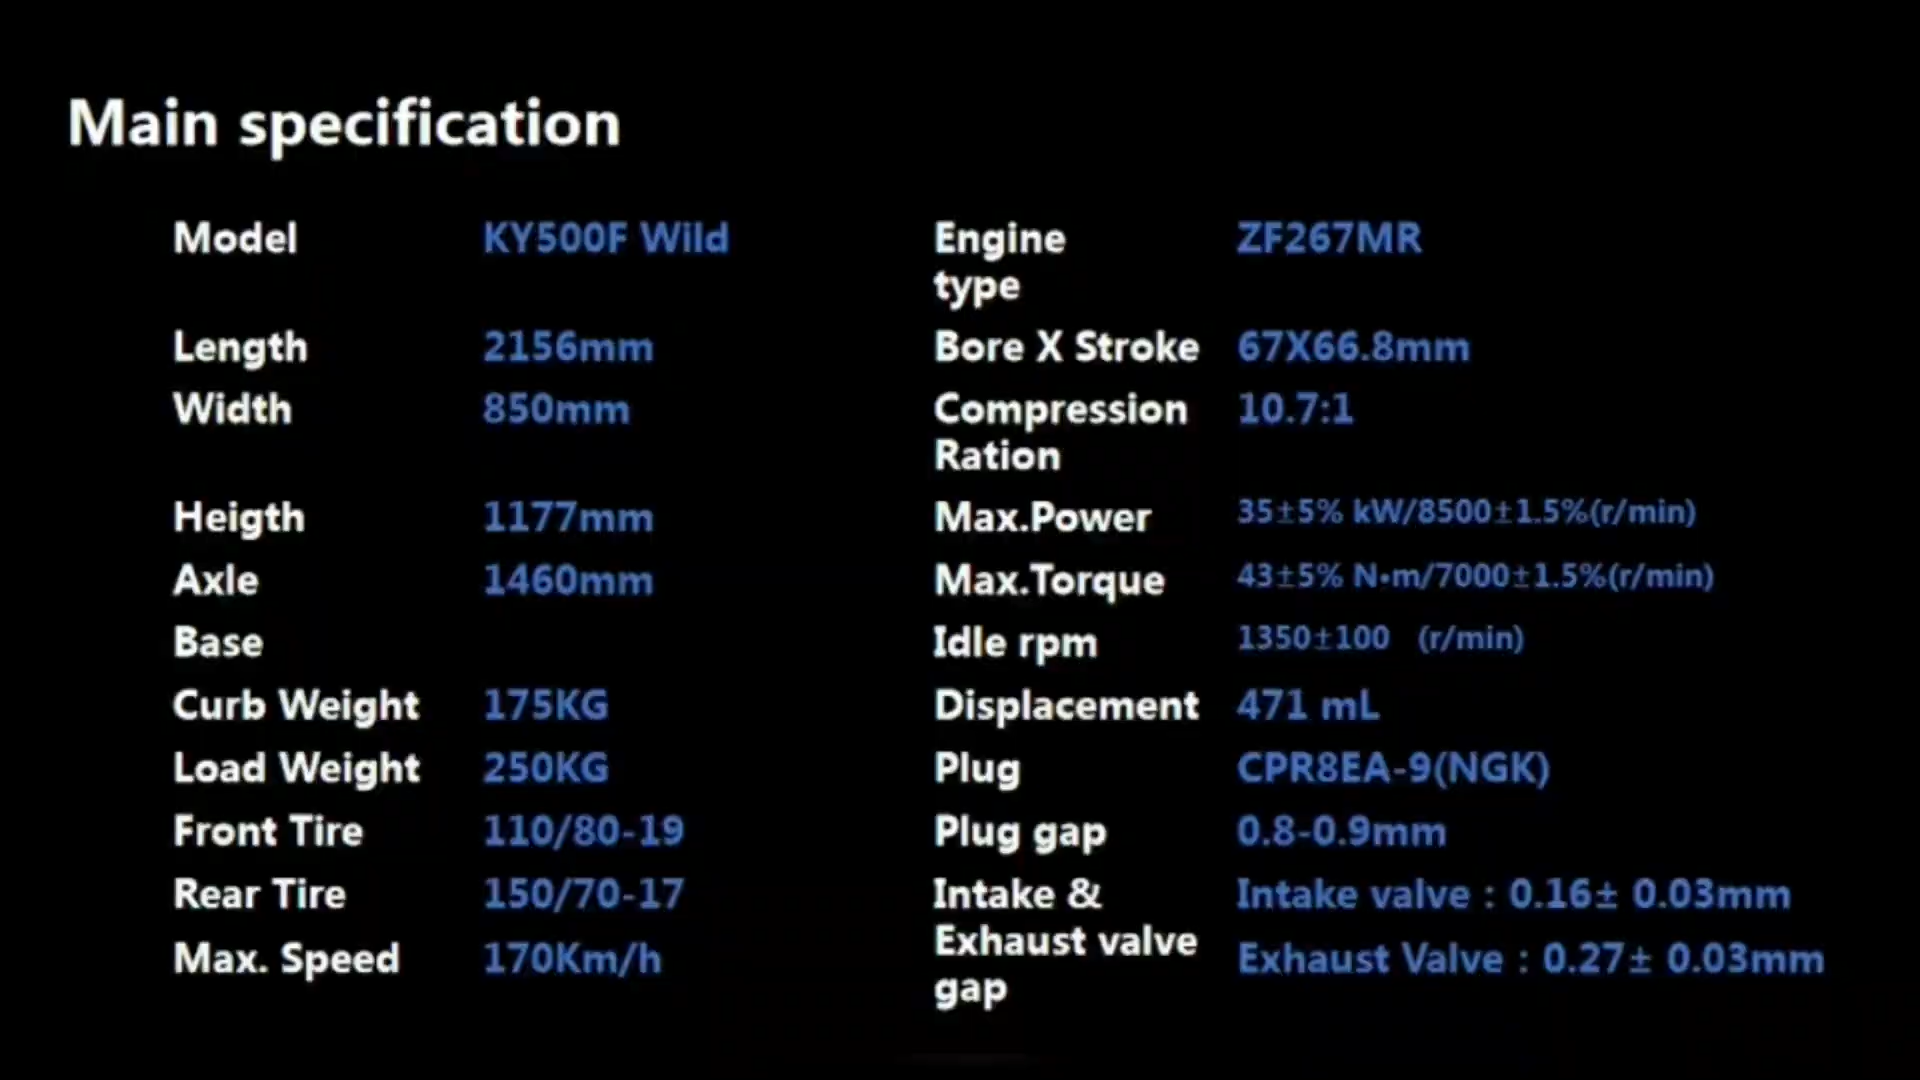 Main specification
Model KY500F Wild
Length 2156mm
Width 850mm
Heigth 1177mm
Axle 1460mm
Base
Curb Weight 175KG
Load Weight 250KG
Front Tire 110/80-19
Rear Tire 150/70-17
Max. Speed 170Km/h
Engine ZF267MR
type
Bore X Stroke 67X66.8mm
Compression 10.7:1
Ration
Max.Power 35±5% kW/8500±1.5%(r/min)
Max.Torque 43±5% N•m/7000±1.5%(r/min)
Idle rpm 1350±100 (r/min)
Displacement 471 mL
Plug CPR8EA-9(NGK)
Plug gap 0.8-0.9mm
Intake & Intake valve : 0.16± 0.03mm
Exhaust valve Exhaust Valve : 0.27± 0.03mm
gap